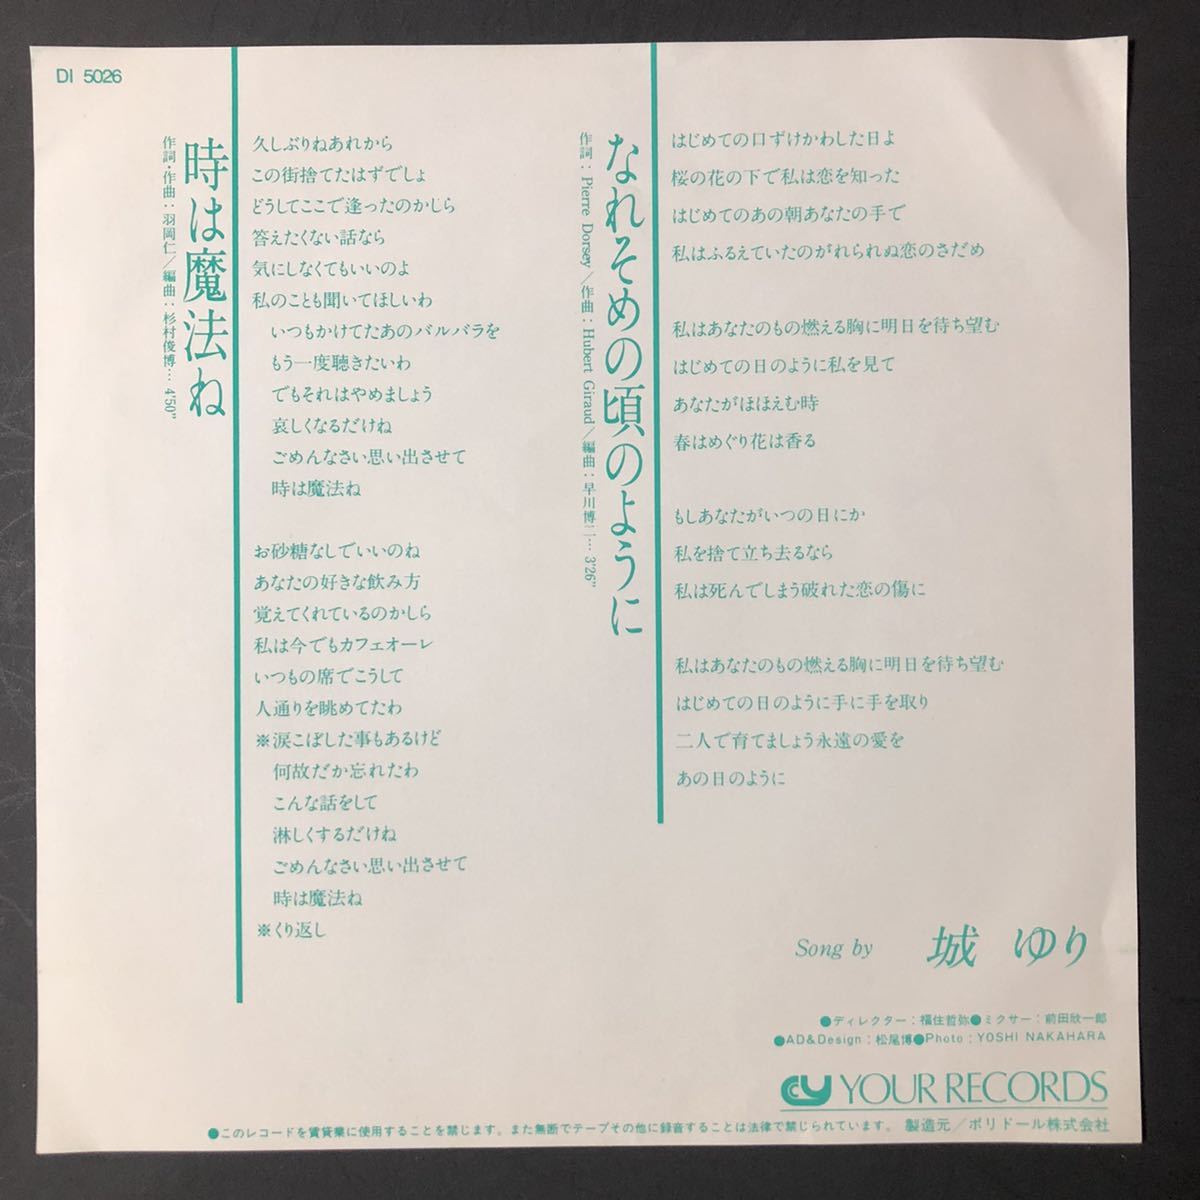 DI 5026
時は魔法ね
作詞・作曲：羽岡仁／編曲：杉村俊博… 4'50"
久しぶりねあれから
この街捨てたはずでしょ
どうしてここで逢ったのかしら
答えたくない話なら
気にしなくてもいいのよ
私のことも聞いてほしいわ
いつもかけてたあのバルバラを
もう一度聴きたいわ
でもそれはやめましょう
哀しくなるだけね
ごめんなさい思い出させて
時は魔法ね
お砂糖なしでいいのね
あなたの好きな飲み方
覚えてくれているのかしら
私は今でもカフェオーレ
いつもの席でこうして
人通りを眺めてたわ
※涙こぼした事もあるけど
何故だか忘れたわ
こんな話をして
淋しくするだけね
ごめんなさい思い出させて
時は魔法ね
※くり返し
なれそめの頃のように
作詞：Pierre Dorsey／作曲：Hubert Giraud／編曲：早川博二… 3'26"
はじめての口ずけかわした日よ
桜の花の下で私は恋を知った
はじめてのあの朝あなたの手で
私はふるえていたのがれられぬ恋のさだめ
私はあなたのもの燃える胸に明日を待ち望む
はじめての日のように私を見て
あなたがほほえむ時
春はめぐり花は香る
もしあなたがいつの日にか
私を捨て立ち去るなら
私は死んでしまう破れた恋の傷に
私はあなたのもの燃える胸に明日を待ち望む
はじめての日のように手に手を取り
二人で育てましょう永遠の愛を
あの日のように
Song by 城 ゆり
●ディレクター：福住哲弥●ミクサー：前田欣一郎
●AD&Design：松尾博●Photo：YOSHI NAKAHARA
CY YOUR RECORDS
●このレコードを賃貸業に使用することを禁じます。また無断でテープその他に録音することは法律で禁じられています。 製造元／ポリドール株式会社